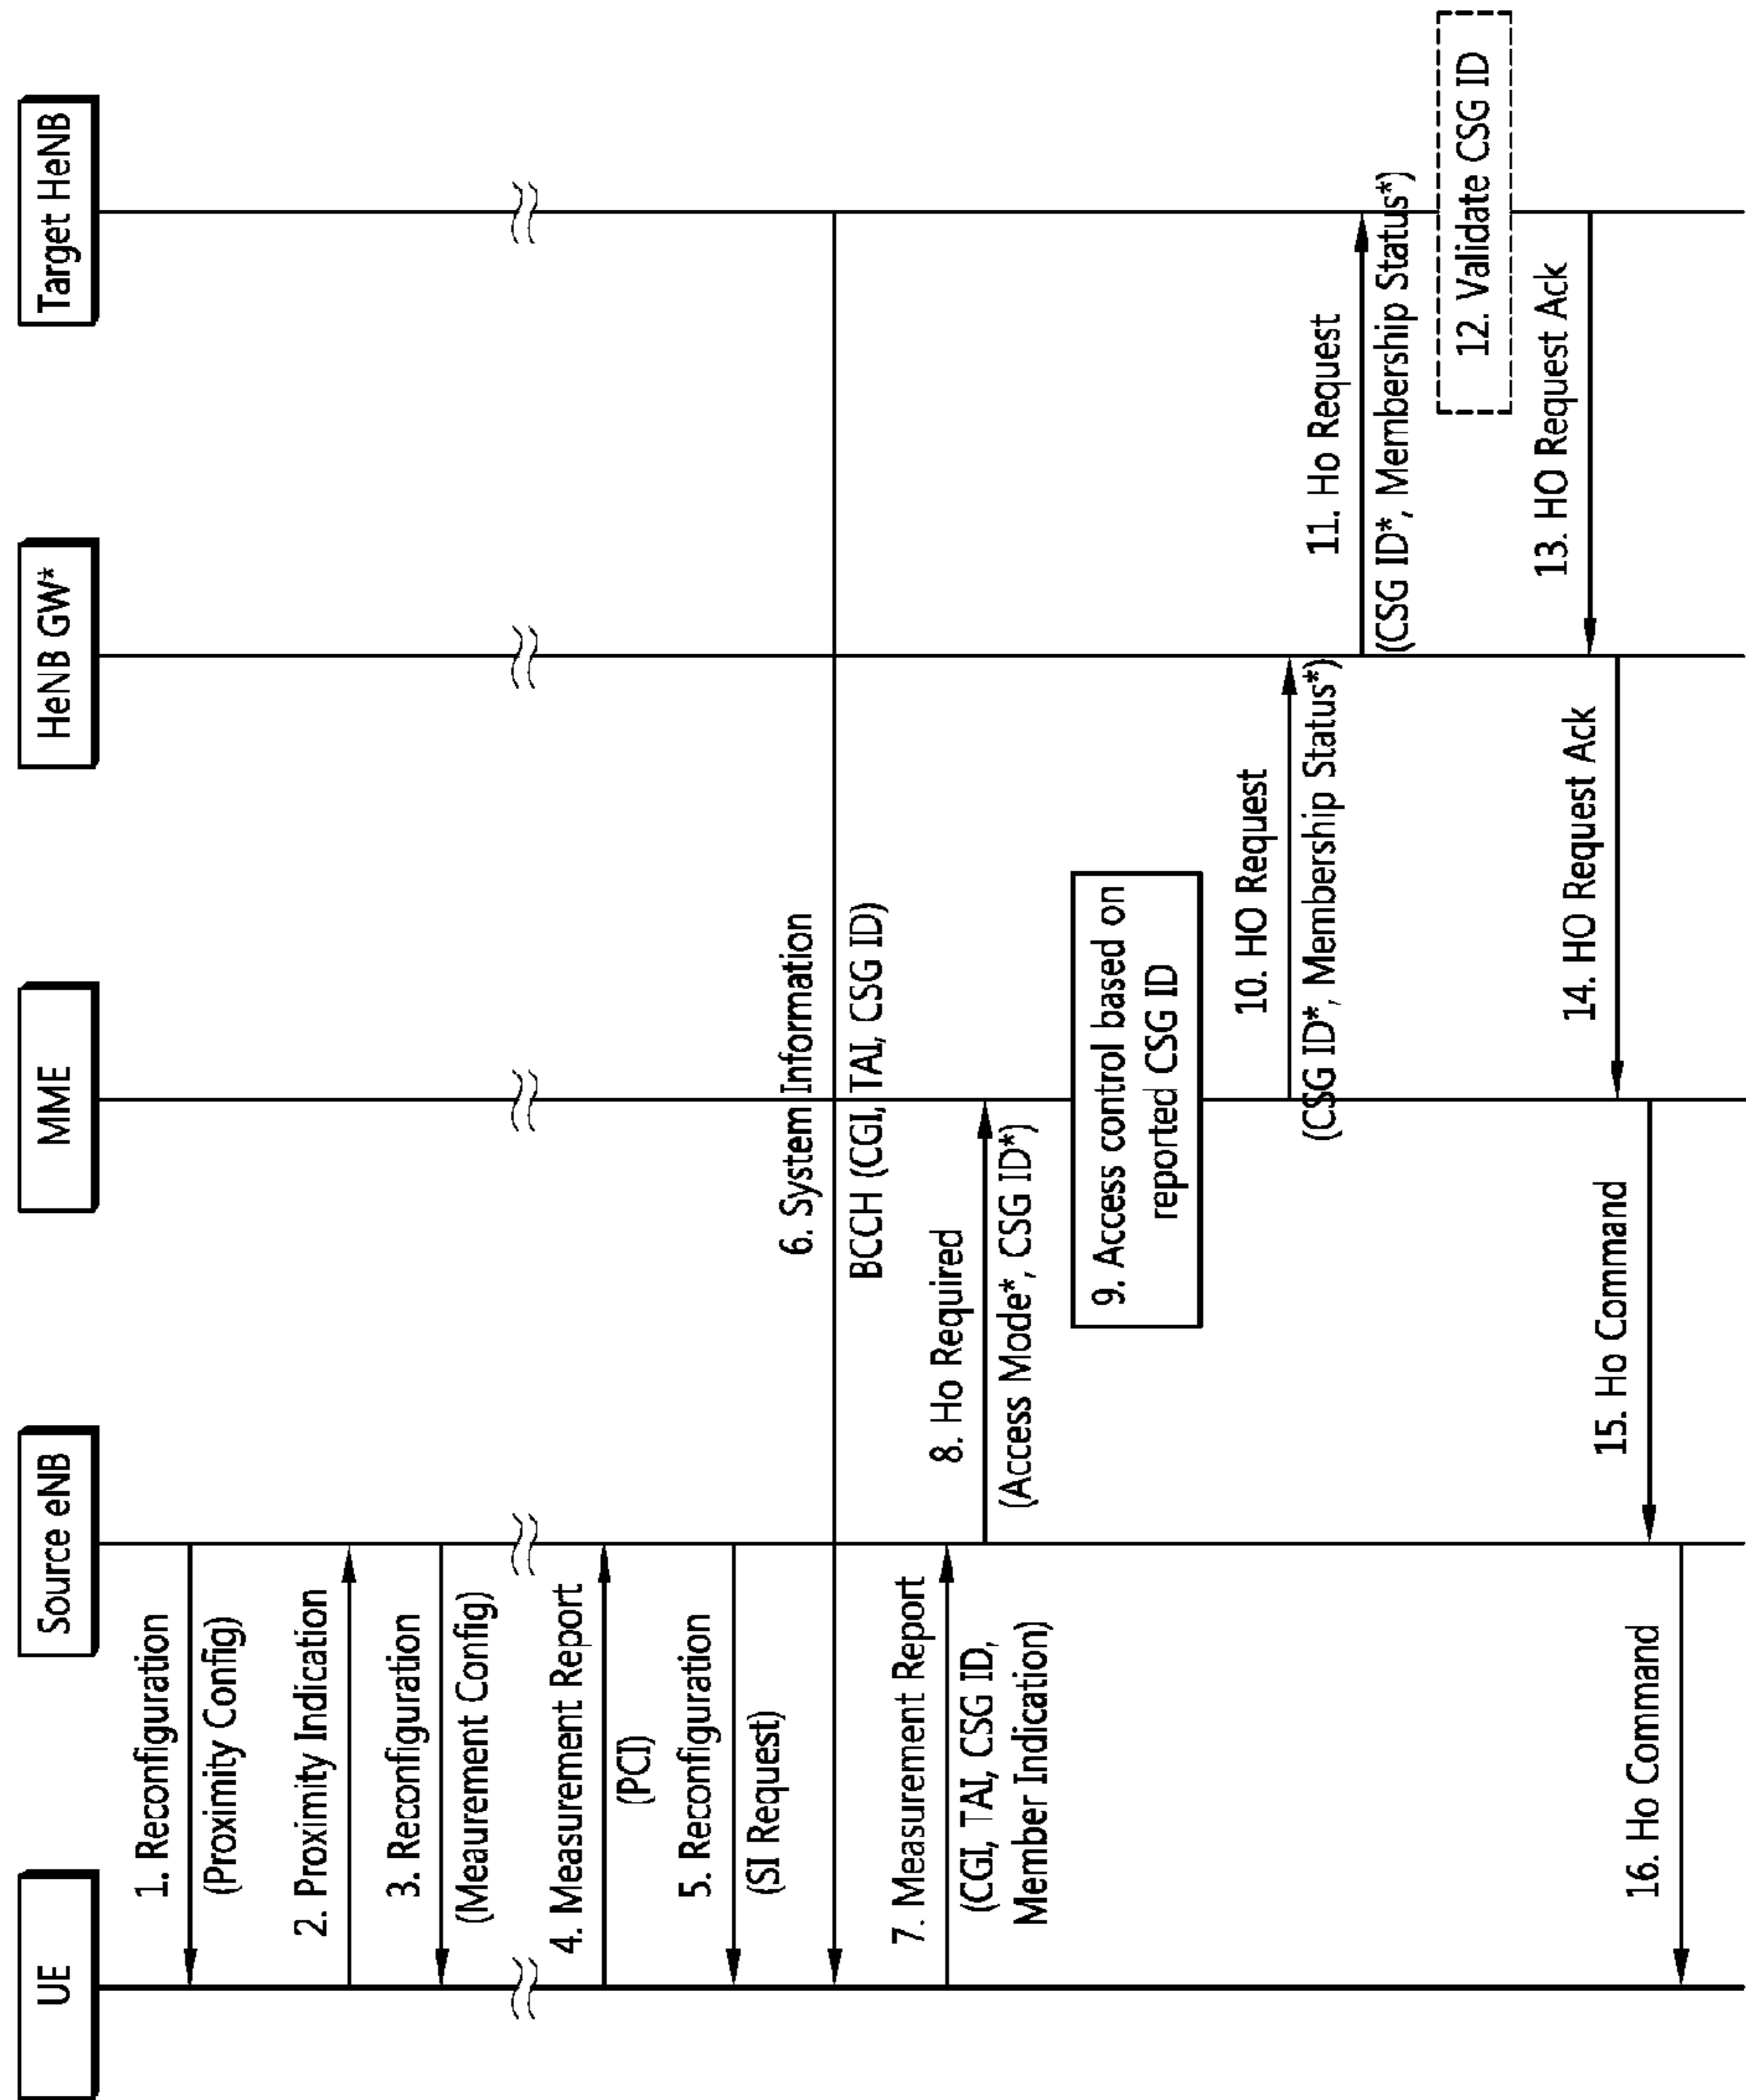 UE
Source eNB
MME
HeNB GW*
Target HeNB
1. Reconfiguration
(Proximity Config)
2. Proximity Indication
3. Reconfiguration
(Meaurement Config)
4. Measurement Report
(PCI)
5. Reconfiguration
(SI Request)
6. System Information
BCCH (CGI, TAI, CSG ID)
7. Measurement Report
(CGI, TAI, CSG ID,
Member Indication)
8. Ho Required
(Access Mode*, CSG ID*)
9. Access control based on
reported CSG ID
10. HO Request
(CSG ID*, Membership Status*)
11. Ho Request
(CSG ID*, Membership Status*)
12. Validate CSG ID
13. HO Request Ack
14. HO Request Ack
15. Ho Command
16. Ho Command